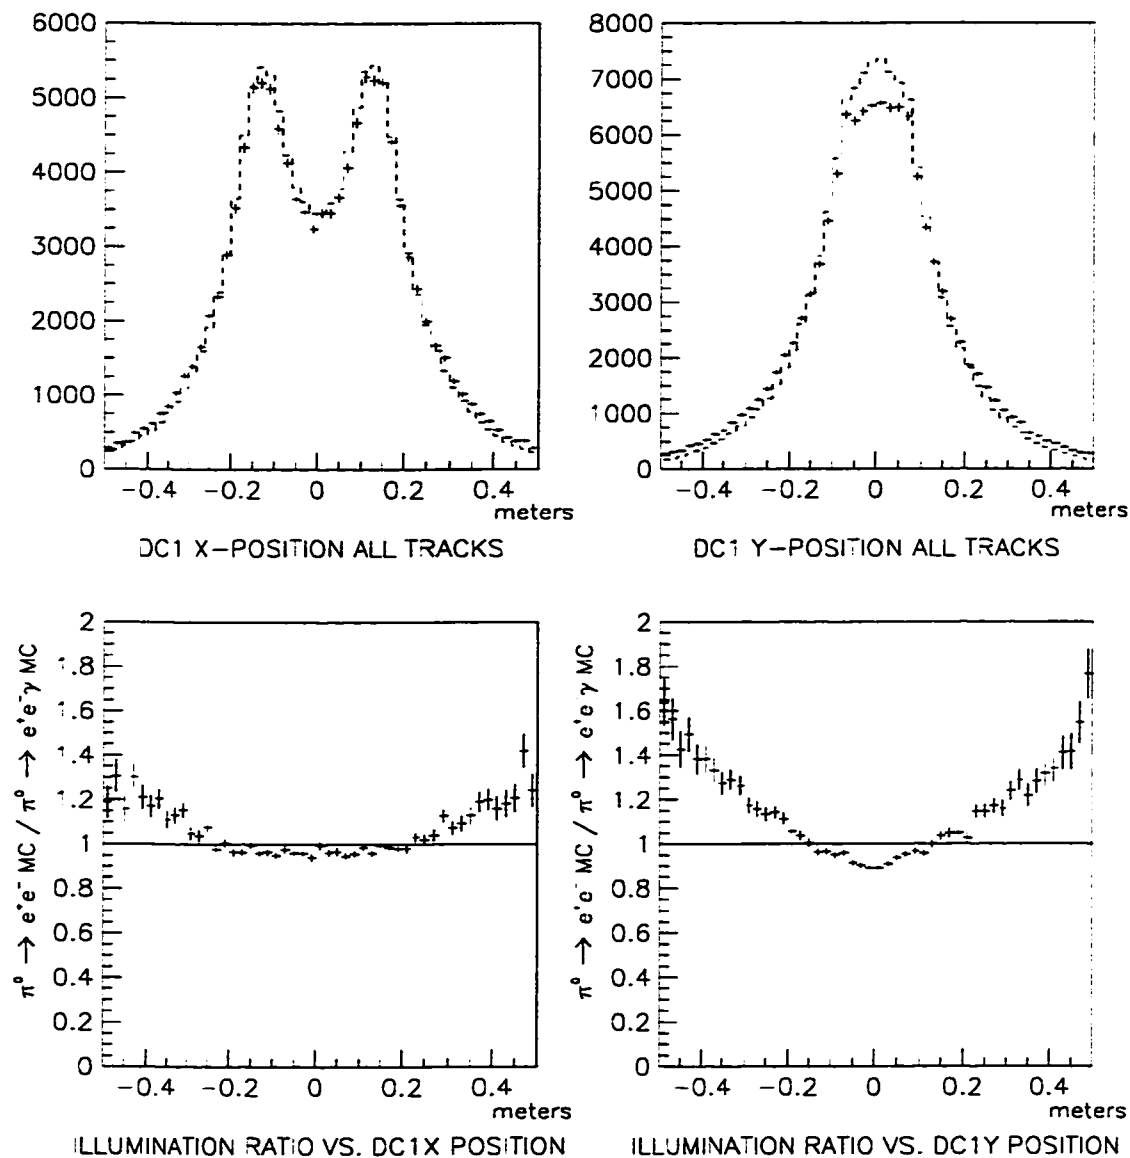 6000
5000
4000
3000
2000
1000
0
−0.4 −0.2 0 0.2 0.4
meters
DC1 X−POSITION ALL TRACKS
8000
7000
6000
5000
4000
3000
2000
1000
0
−0.4 −0.2 0 0.2 0.4
meters
DC1 Y−POSITION ALL TRACKS
π⁰ → e⁺e⁻ MC / π⁰ → e⁺e⁻γ MC
2
1.8
1.6
1.4
1.2
1
0.8
0.6
0.4
0.2
0
−0.4 −0.2 0 0.2 0.4
meters
ILLUMINATION RATIO VS. DC1X POSITION
π⁰ → e⁺e⁻ MC / π⁰ → e⁺e γ MC
2
1.8
1.6
1.4
1.2
1
0.8
0.6
0.4
0.2
0
−0.4 −0.2 0 0.2 0.4
meters
ILLUMINATION RATIO VS. DC1Y POSITION